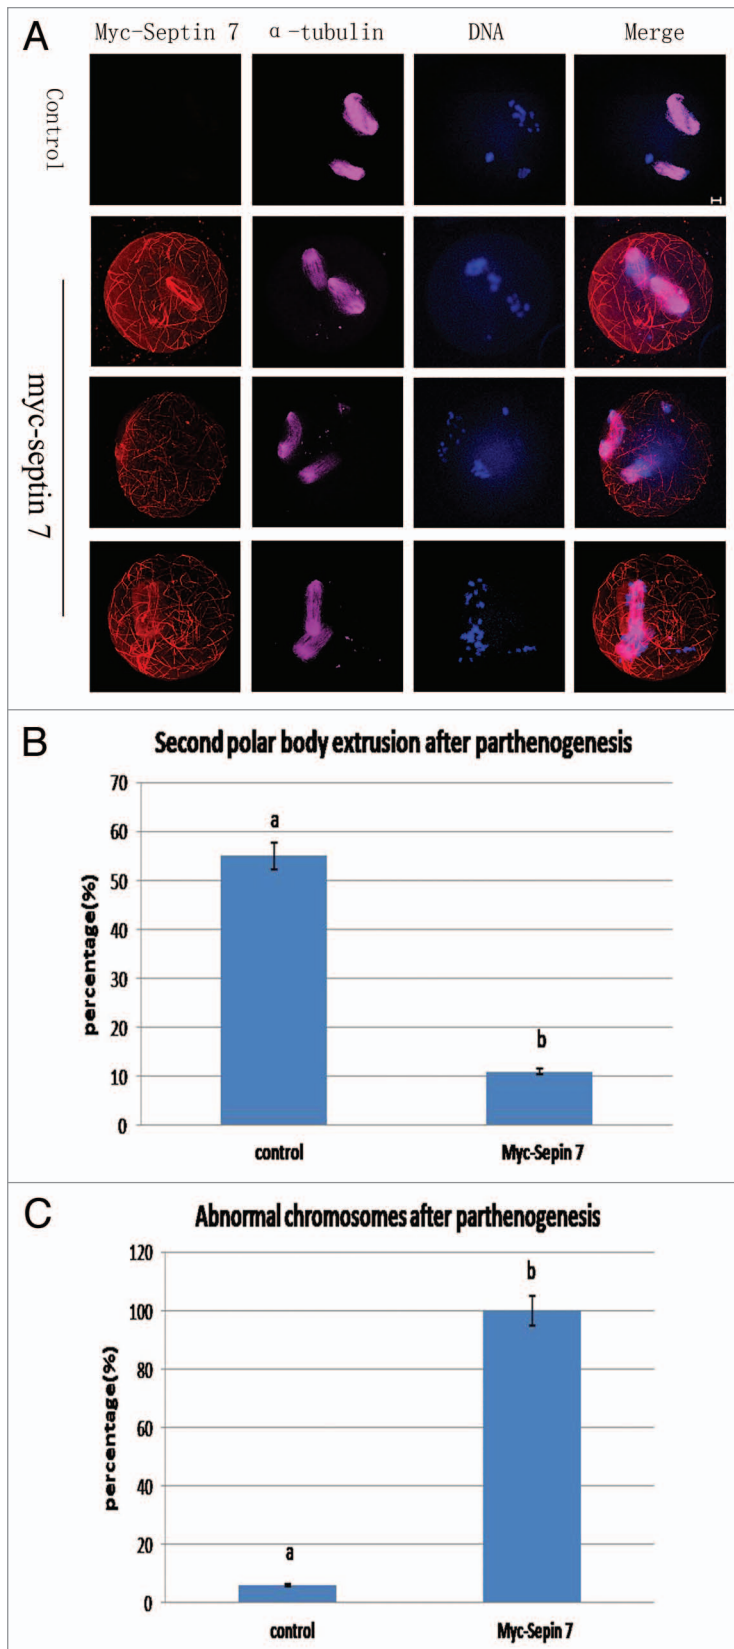 A
Myc-Septin 7 α-tubulin DNA Merge
Control
myc-septin 7
B
Second polar body extrusion after parthenogenesis
percentage(%)
70
60
50
40
30
20
10
0
a
b
control Myc-Sepin 7
C
Abnormal chromosomes after parthenogenesis
percentage(%)
120
100
80
60
40
20
0
a
b
control Myc-Sepin 7